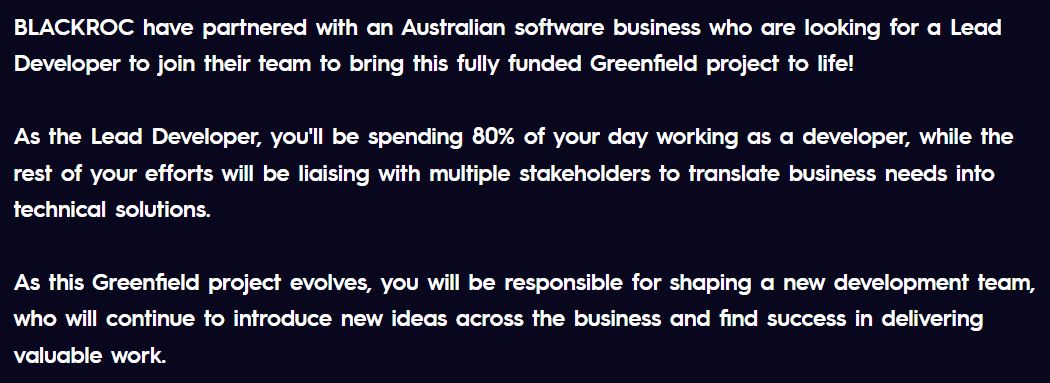 BLACKROC have partnered with an Australian software business who are looking for a Lead
Developer to join their team to bring this fully funded Greenfield project to life!
As the Lead Developer, you'll be spending 80% of your day working as a developer, while the
rest of your efforts will be liaising with multiple stakeholders to translate business needs into
technical solutions.
As this Greenfield project evolves, you will be responsible for shaping a new development team,
who will continue to introduce new ideas across the business and find success in delivering
valuable work.